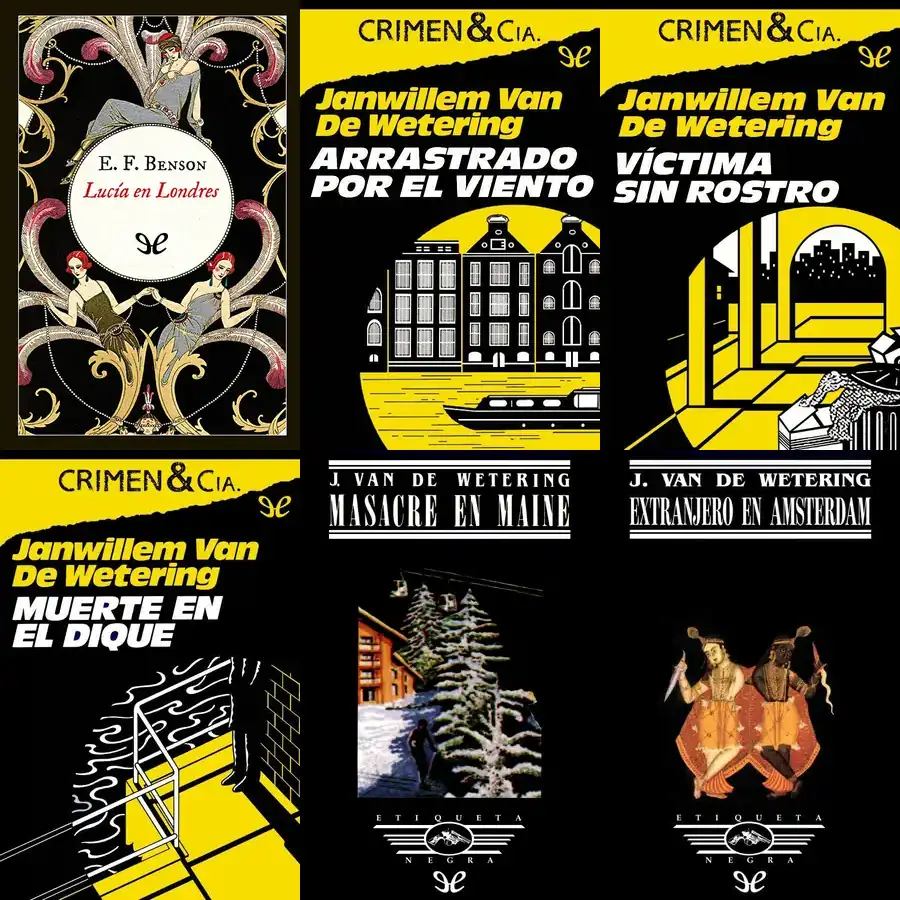 E. F. Benson
Lucía en Londres
CRIMEN & CIA.
Janwillem Van
De Wetering
ARRASTRADO
POR EL VIENTO
CRIMEN & CIA.
Janwillem Van
De Wetering
VÍCTIMA
SIN ROSTRO
CRIMEN & CIA.
Janwillem Van
De Wetering
MUERTE EN
EL DIQUE
J. VAN DE WETERING
MASACRE EN MAINE
ETIQUETA
NEGRA
J. VAN DE WETERING
EXTRANJERO EN AMSTERDAM
ETIQUETA
NEGRA